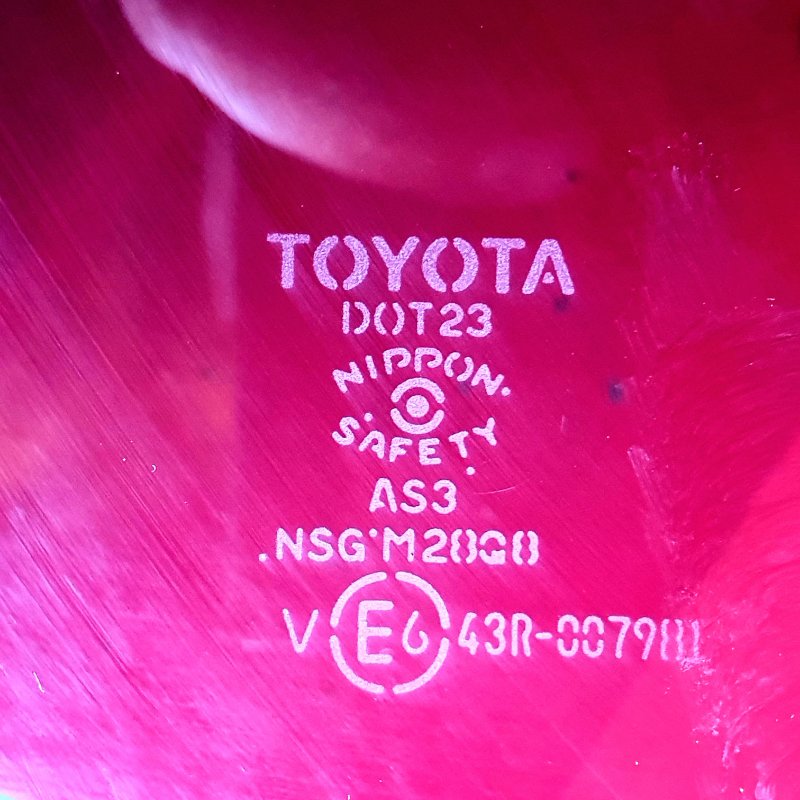 TOYOTA
DOT23
NIPPON
SAFETY
AS3
.NSG·M28Q8
V E6 43R-007981